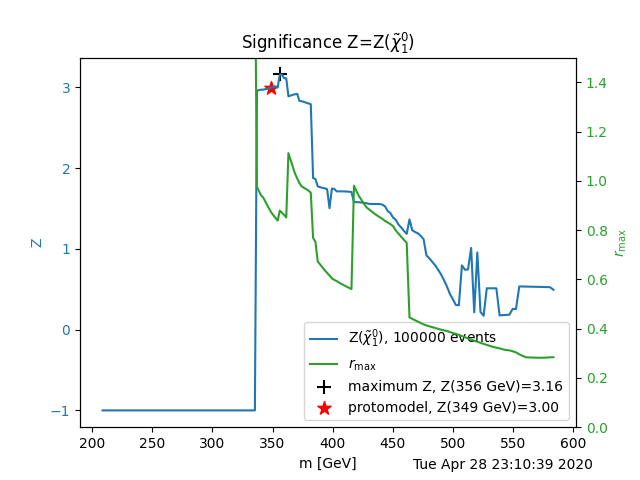 Significance Z=Z(χ̃₁⁰)
3
2
1
0
−1
Z
1.4
1.2
1.0
0.8
0.6
0.4
0.2
0.0
r_max
Z(χ̃₁⁰), 100000 events
r_max
maximum Z, Z(356 GeV)=3.16
protomodel, Z(349 GeV)=3.00
200 250 300 350 400 450 500 550 600
m [GeV]
Tue Apr 28 23:10:39 2020